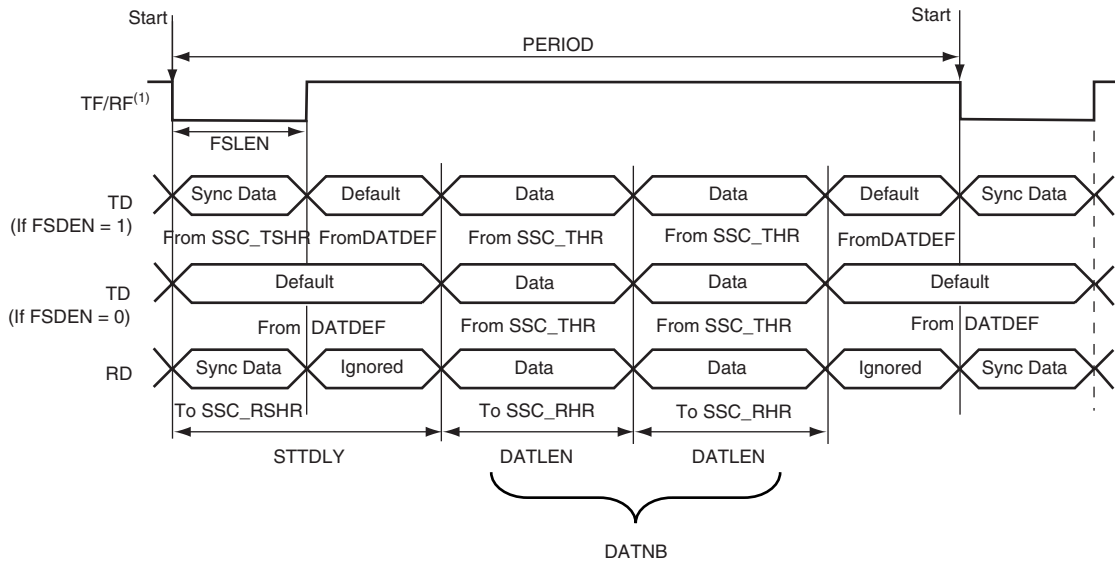 Start
Start
PERIOD
TF/RF(1)
FSLEN
TD
(If FSDEN = 1)
Sync Data
Default
Data
Data
Default
Sync Data
From SSC_TSHR
FromDATDEF
From SSC_THR
From SSC_THR
FromDATDEF
TD
(If FSDEN = 0)
Default
Data
Data
Default
From DATDEF
From SSC_THR
From SSC_THR
From DATDEF
RD
Sync Data
Ignored
Data
Data
Ignored
Sync Data
To SSC_RSHR
To SSC_RHR
To SSC_RHR
STTDLY
DATLEN
DATLEN
DATNB